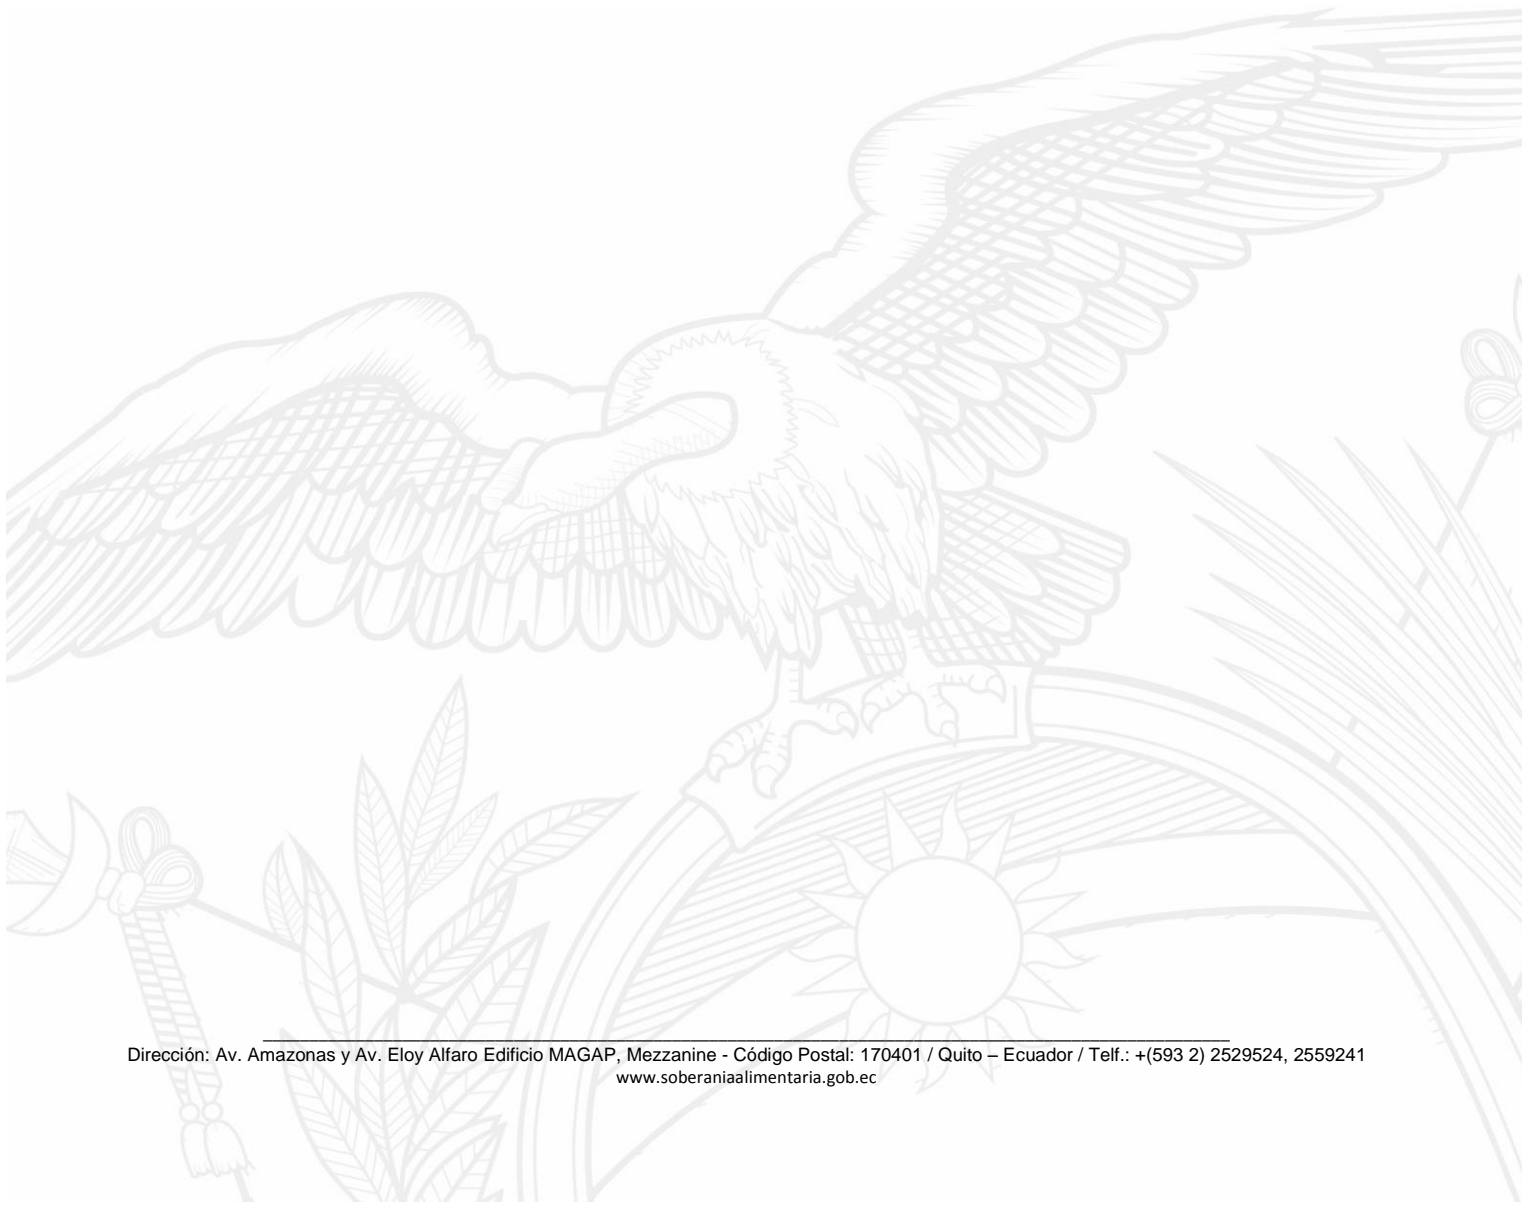 Dirección: Av. Amazonas y Av. Eloy Alfaro Edificio MAGAP, Mezzanine - Código Postal: 170401 / Quito – Ecuador / Telf.: +(593 2) 2529524, 2559241
www.soberaniaalimentaria.gob.ec